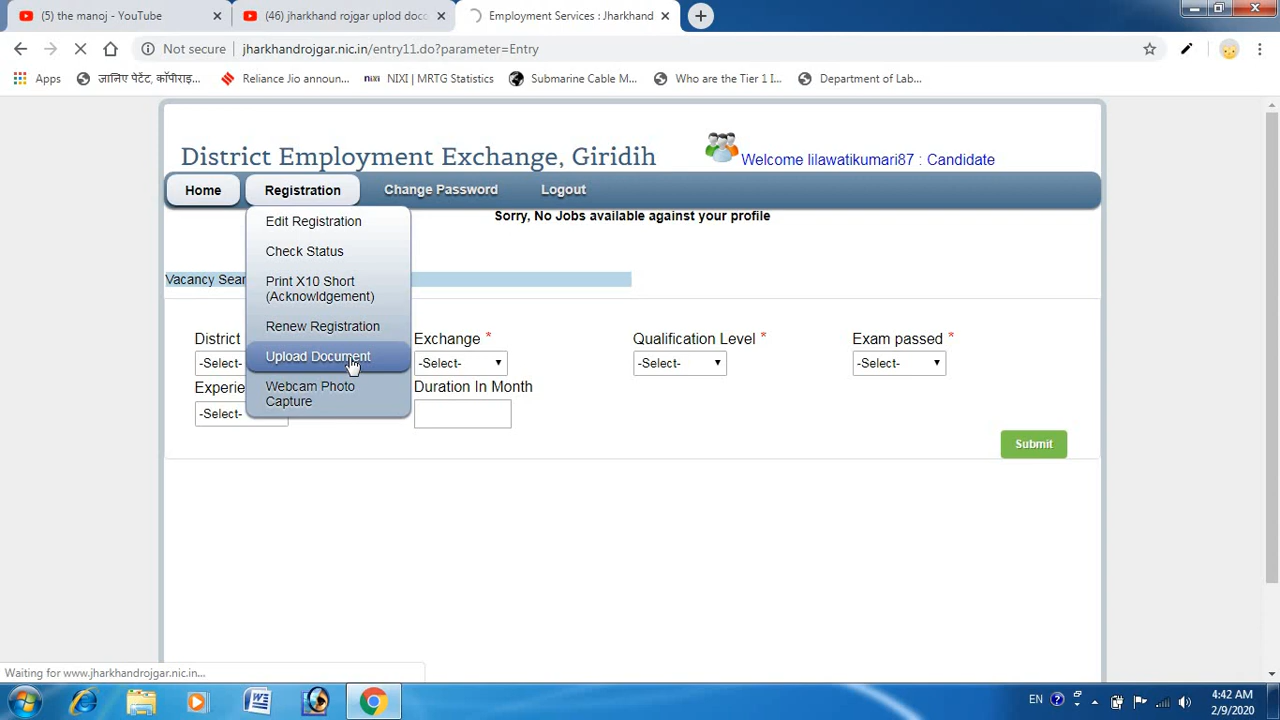 (5) the manoj - YouTube
(46) jharkhand rojgar uplod doc
Employment Services : Jharkhand
Not secure
jharkhandrojgar.nic.in/entry11.do?parameter=Entry
Apps
जानिए पेटेंट, कॉपीराइ...
Reliance Jio announ...
nixi
NIXI | MRTG Statistics
Submarine Cable M...
Who are the Tier 1 I...
Department of Lab...
District Employment Exchange, Giridih
Welcome lilawatikumari87 : Candidate
Home
Registration
Change Password
Logout
Sorry, No Jobs available against your profile
Edit Registration
Check Status
Print X10 Short
(Acknowldgement)
Renew Registration
Upload Document
Webcam Photo
Capture
Vacancy Sear
District
Exchange *
Qualification Level *
Exam passed *
-Select-
-Select-
-Select-
-Select-
Experie
Duration In Month
-Select-
Submit
Waiting for www.jharkhandrojgar.nic.in...
EN
4:42 AM
2/9/2020